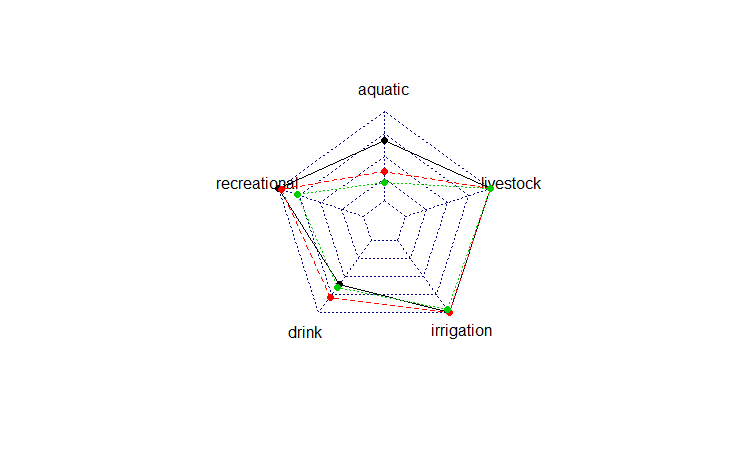 aquatic
recreational
livestock
drink
irrigation